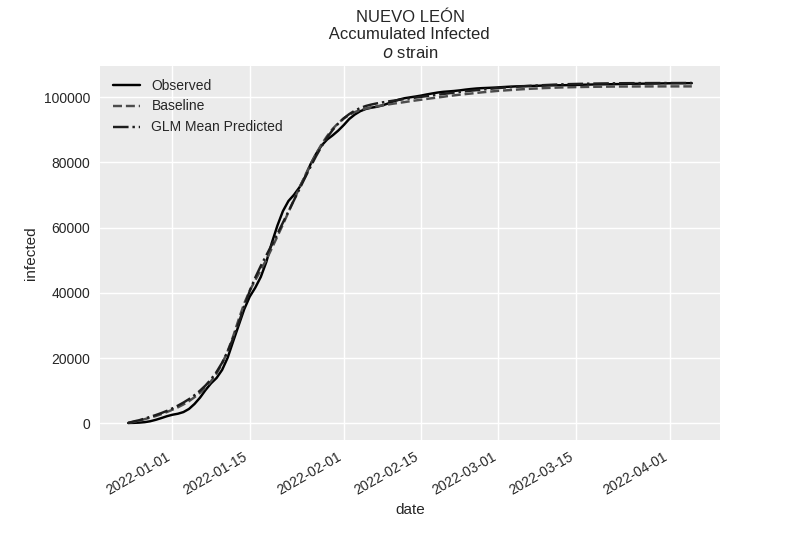 NUEVO LEÓN
Accumulated Infected
o strain
Observed
Baseline
GLM Mean Predicted
100000
80000
60000
40000
20000
0
infected
2022-01-01
2022-01-15
2022-02-01
2022-02-15
2022-03-01
2022-03-15
2022-04-01
date